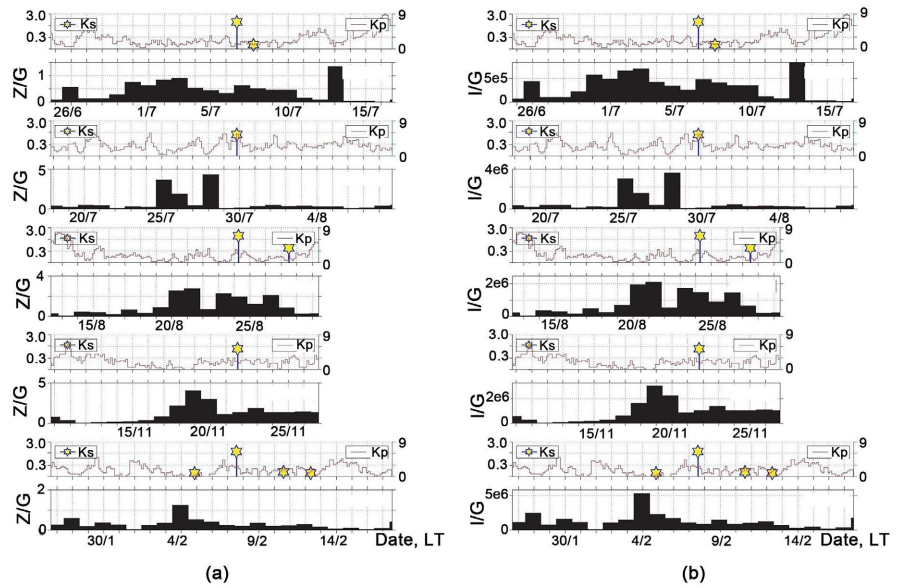 3.0 Ks Kp 9
0.3 0
Z/G 1 0
26/6 1/7 5/7 10/7 15/7
3.0 Ks Kp 9
0.3 0
Z/G 5 0
20/7 25/7 30/7 4/8
3.0 Ks Kp 9
0.3 0
Z/G 4 0
15/8 20/8 25/8
3.0 Ks Kp 9
0.3 0
Z/G 5 0
15/11 20/11 25/11
3.0 Ks Kp 9
0.3 0
Z/G 2 0
30/1 4/2 9/2 14/2 Date, LT
(a)
3.0 Ks Kp 9
0.3 0
I/G 5e5 0
26/6 1/7 5/7 10/7 15/7
3.0 Ks Kp 9
0.3 0
I/G 4e6 0
20/7 25/7 30/7 4/8
3.0 Ks Kp 9
0.3 0
I/G 2e6 0
15/8 20/8 25/8
3.0 Ks Kp 9
0.3 0
I/G 2e6 0
15/11 20/11 25/11
3.0 Ks Kp 9
0.3 0
I/G 5e6 0
30/1 4/2 9/2 14/2 Date, LT
(b)